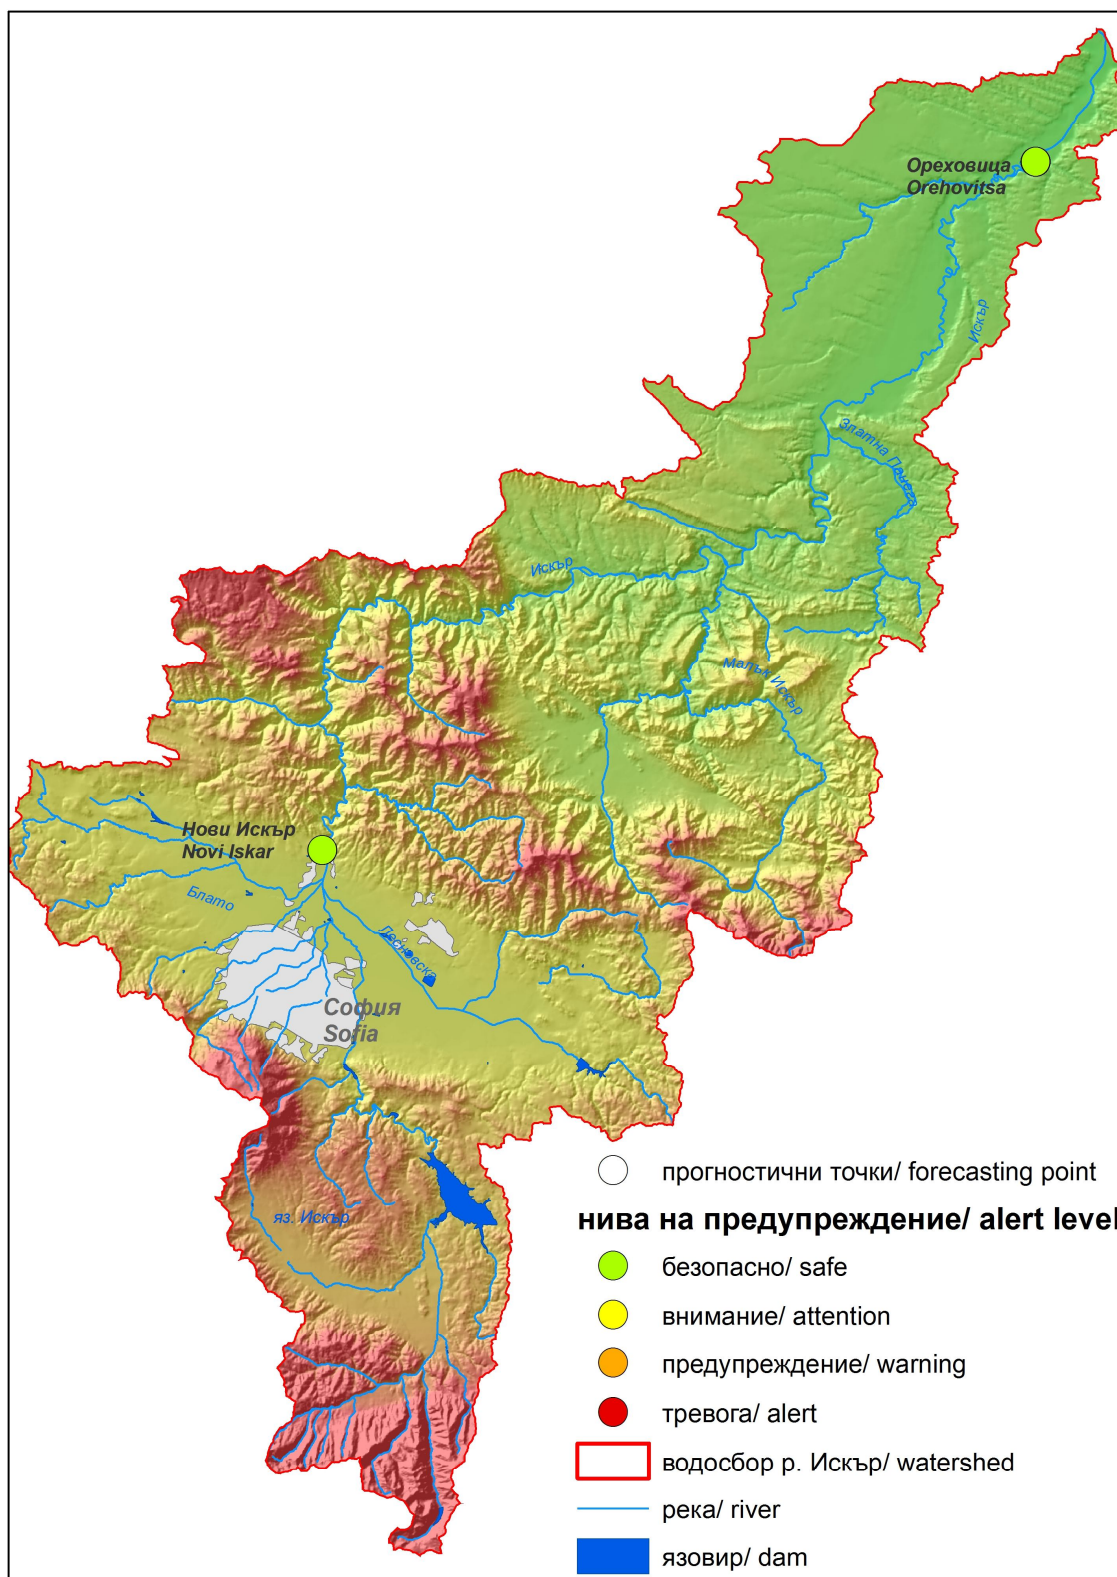 Ореховица
Orehovitsa
Искър
Златна Панега
Искър
Малък Искър
Нови Искър
Novi Iskar
Блато
Лесновска
София
Sofia
яз. Искър
прогностични точки/ forecasting point
нива на предупреждение/ alert level
безопасно/ safe
внимание/ attention
предупреждение/ warning
тревога/ alert
водосбор р. Искър/ watershed
река/ river
язовир/ dam